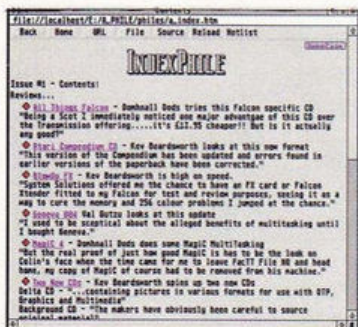 Contents
file://localhost/E:/A_PHILE/philes/a_index.htm
Back Home URL File Source Reload Hotlist
IndexPhile
Issue #1 - Contents:
Reviews...
All Things Falcon - Domhnall Dods tries this Falcon specific CD
"Being a Scot I immediately noticed one major advantgae of this CD over
the Transmission offering.....it's £12.95 cheaper!! But is it actually
any good?"
Atari Compendium CD - Kev Beardsworth looks at this new format
"This version of the Compendium has been updated and errors found in
earlier versions of the paperback have been corrected."
BlowUp FX - Kev Beardsworth is high on speed.
"System Solutions offered me the chance to have an FX card or Falcon
Xtender fitted to my Falcon for test and review purposes, seeing it as a
way to cure the memory and 256 colour problems I jumped at the chance."
Geneva 004 Val Gutzu looks at this update
"I used to be sceptical about the alleged benefits of multitasking until
I bought Geneva."
MagiC 4 - Domhnall Dods does some MagiC MultiTasking
"But the real proof of just how good MagiC is has to be the look on
Colin's face when the time came for me to leave FacTT File HQ and head
home, my copy of MagiC of course had to be removed from his machine."
Two New CDs - Kev Beardsworth spins up two new CDs
Delta CD - "...containing pictures in various formats for use with DTP,
Graphics and Multimedia"
Background CD - "The makers have obviously been careful to source
original material"